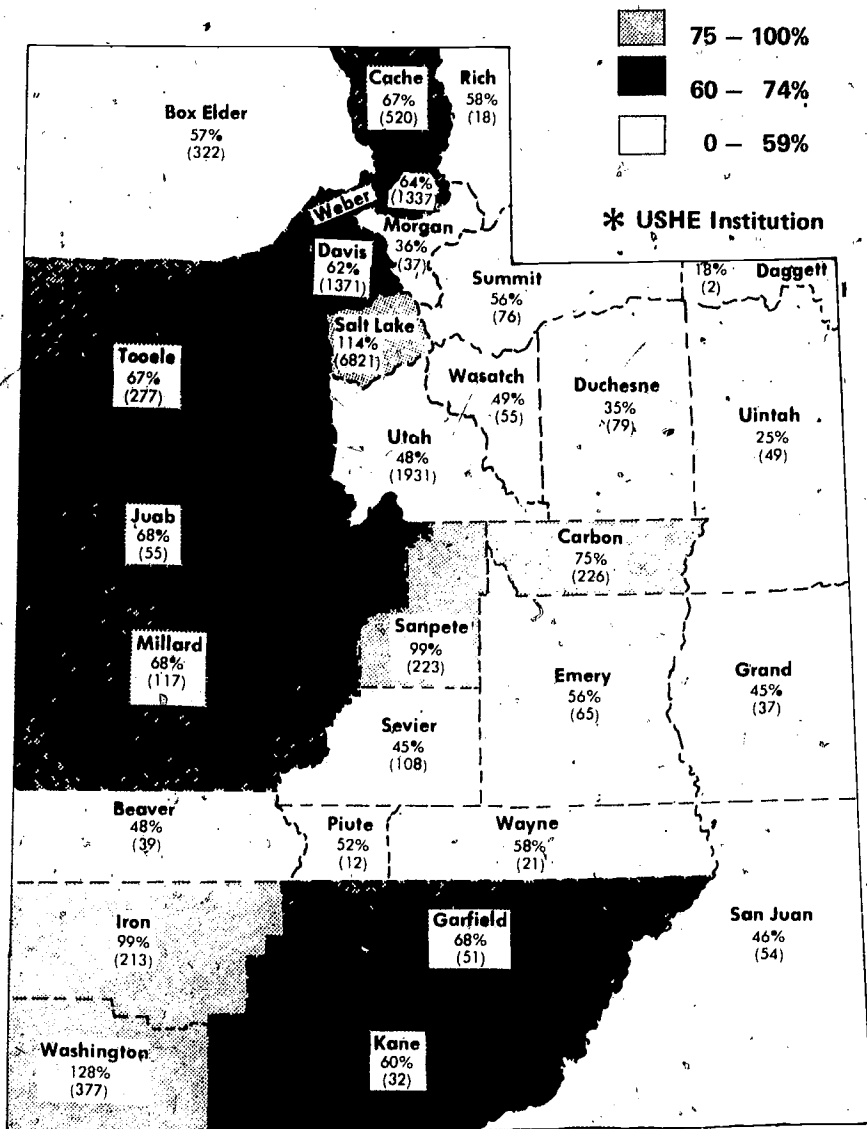 75 – 100%
60 – 74%
0 – 59%
* USHE Institution
Cache
67%
(520)
Rich
58%
(18)
Box Elder
57%
(322)
Weber
64%
(1337)
Morgan
36%
(37)
Davis
62%
(1371)
Summit
56%
(76)
18%
(2)
Daggett
Salt Lake
114%
(6821)
Tooele
67%
(277)
Wasatch
49%
(55)
Duchesne
35%
(79)
Uintah
25%
(49)
Utah
48%
(1931)
Juab
68%
(55)
Carbon
75%
(226)
Sanpete
99%
(223)
Millard
68%
(117)
Emery
56%
(65)
Grand
45%
(37)
Sevier
45%
(108)
Beaver
48%
(39)
Piute
52%
(12)
Wayne
58%
(21)
Iron
99%
(213)
Garfield
68%
(51)
San Juan
46%
(54)
Washington
128%
(377)
Kane
60%
(32)